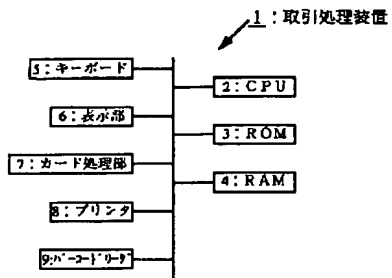 1：取引処理装置
5：キーボード
2：CPU
6：表示部
3：ROM
7：カード処理部
4：RAM
8：プリンタ
9：バーコードリーダ